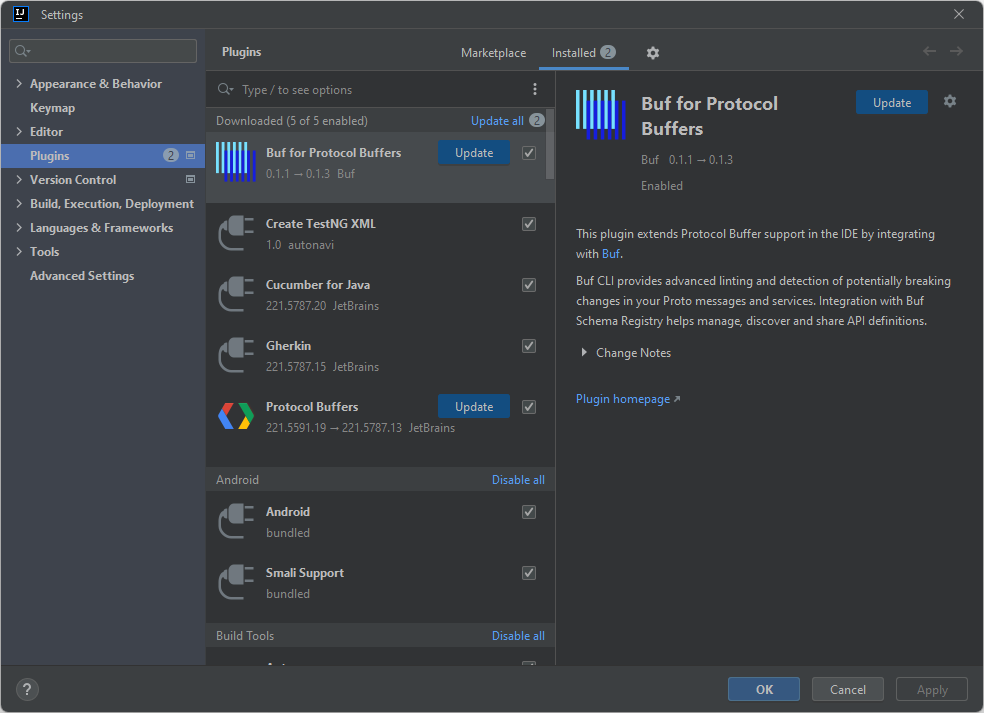 IJ
Settings
Appearance & Behavior
Keymap
Editor
Plugins 2
Version Control
Build, Execution, Deployment
Languages & Frameworks
Tools
Advanced Settings
Plugins
Marketplace
Installed 2
Type / to see options
Downloaded (5 of 5 enabled) Update all 2
Buf for Protocol Buffers Update
0.1.1 → 0.1.3 Buf
Create TestNG XML
1.0 autonavi
Cucumber for Java
221.5787.20 JetBrains
Gherkin
221.5787.15 JetBrains
Protocol Buffers Update
221.5591.19 → 221.5787.13 JetBrains
Android Disable all
Android
bundled
Smali Support
bundled
Build Tools Disable all
Buf for Protocol
Buffers
Update
Buf 0.1.1 → 0.1.3
Enabled
This plugin extends Protocol Buffer support in the IDE by integrating
with Buf.
Buf CLI provides advanced linting and detection of potentially breaking
changes in your Proto messages and services. Integration with Buf
Schema Registry helps manage, discover and share API definitions.
Change Notes
Plugin homepage ↗
?
OK
Cancel
Apply